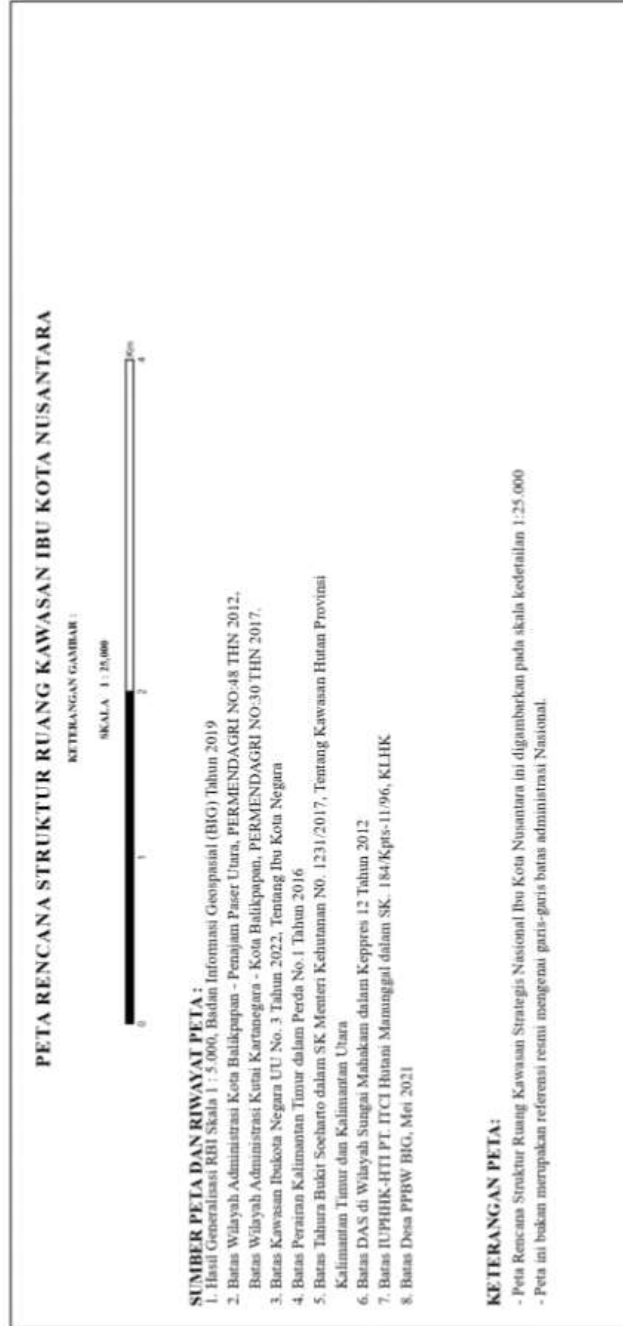 PETA RENCANA STRUKTUR RUANG KAWASAN IBU KOTA NUSANTARA
KETERANGAN GAMBAR :
SKALA 1 : 25,000
0 1 2 4 Km
SUMBER PETA DAN RIWAYAT PETA :
1. Hasil Generalisasi RBI Skala 1 : 5.000, Badan Informasi Geospasial (BIG) Tahun 2019
2. Batas Wilayah Administrasi Kota Balikpapan - Penajam Paser Utara, PERMENDAGRI NO:48 THN 2012,
Batas Wilayah Administrasi Kutai Kartanegara - Kota Balikpapan, PERMENDAGRI NO:30 THN 2017.
3. Batas Kawasan Ibukota Negara UU No. 3 Tahun 2022, Tentang Ibu Kota Negara
4. Batas Perairan Kalimantan Timur dalam Perda No.1 Tahun 2016
5. Batas Tahura Bukit Soeharto dalam SK Menteri Kehutanan N0. 1231/2017, Tentang Kawasan Hutan Provinsi
Kalimantan Timur dan Kalimantan Utara
6. Batas DAS di Wilayah Sungai Mahakam dalam Keppres 12 Tahun 2012
7. Batas IUPHHK-HTI PT. ITCI Hutani Manunggal dalam SK. 184/Kpts-11/96, KLHK
8. Batas Desa PPBW BIG, Mei 2021
KETERANGAN PETA:
- Peta Rencana Struktur Ruang Kawasan Strategis Nasional Ibu Kota Nusantara ini digambarkan pada skala kedetailan 1:25.000
- Peta ini bukan merupakan referensi resmi mengenai garis-garis batas administrasi Nasional.